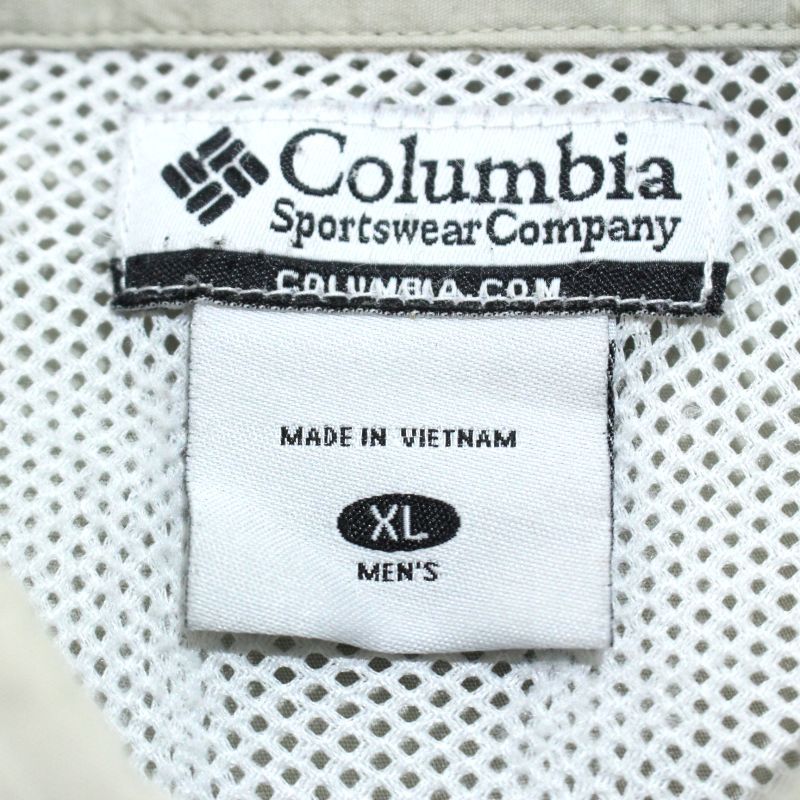 Columbia
Sportswear Company
COLUMBIA.COM
MADE IN VIETNAM
XL
MEN'S